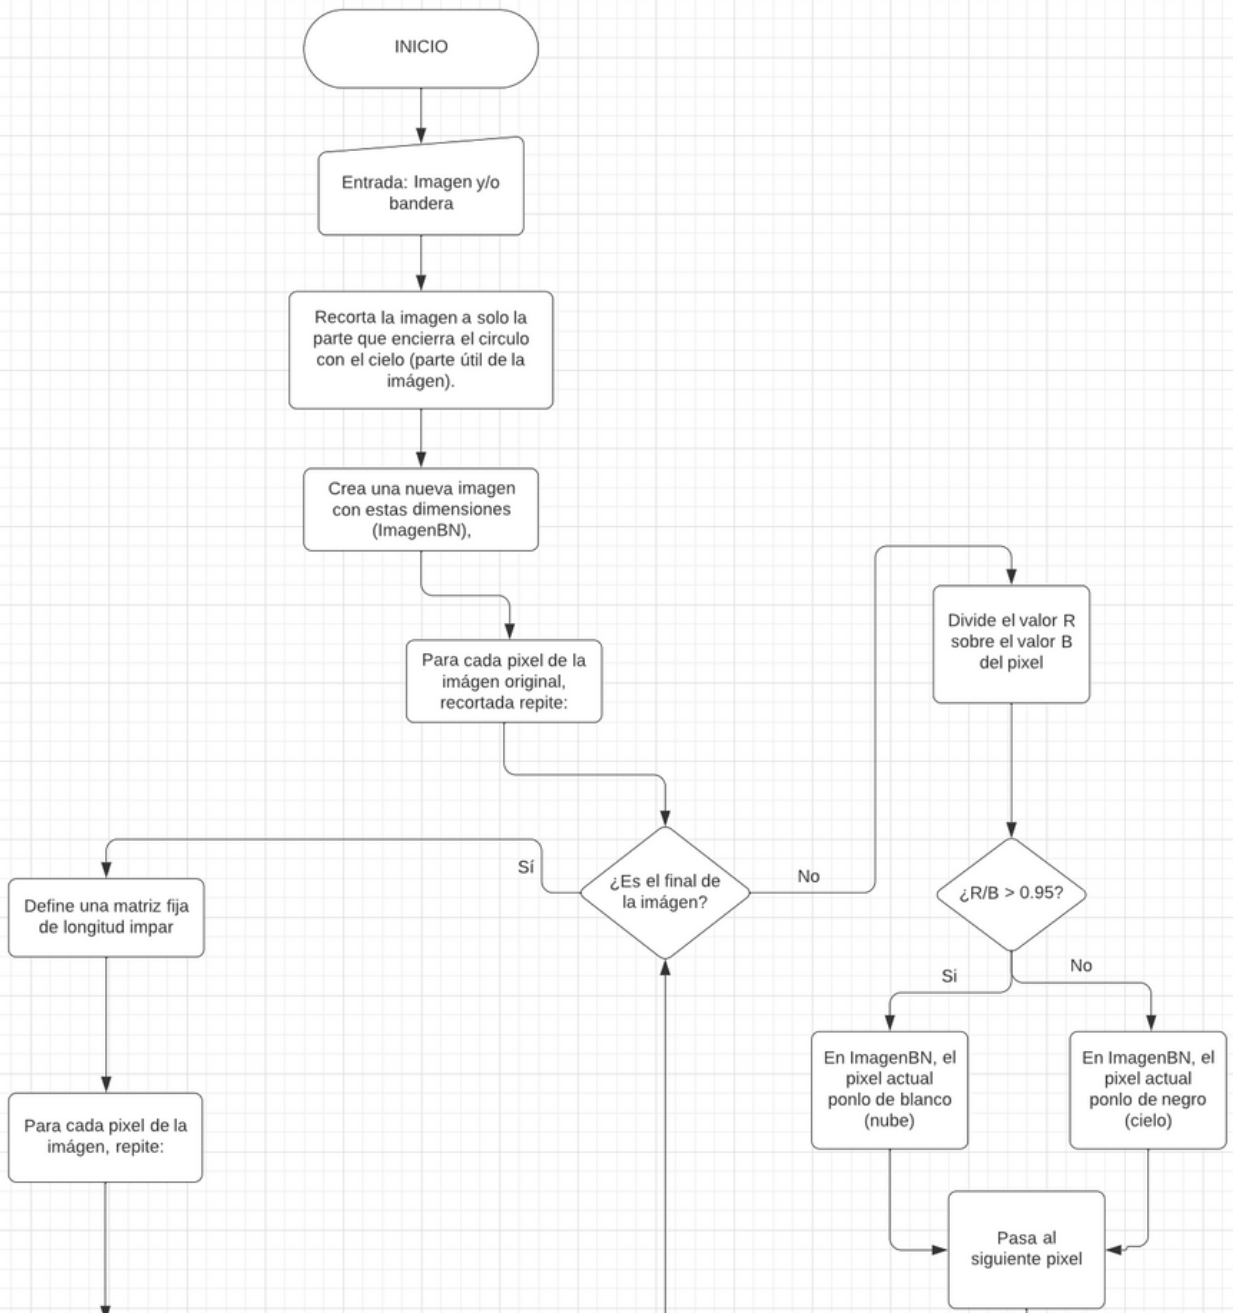 INICIO
Entrada: Imagen y/o
bandera
Recorta la imagen a solo la
parte que encierra el circulo
con el cielo (parte útil de la
imágen).
Crea una nueva imagen
con estas dimensiones
(ImagenBN),
Para cada pixel de la
imágen original,
recortada repite:
¿Es el final de
la imágen?
Sí
No
Define una matriz fija
de longitud impar
Para cada pixel de la
imágen, repite:
Divide el valor R
sobre el valor B
del pixel
¿R/B > 0.95?
Si
No
En ImagenBN, el
pixel actual
ponlo de blanco
(nube)
En ImagenBN, el
pixel actual
ponlo de negro
(cielo)
Pasa al
siguiente pixel